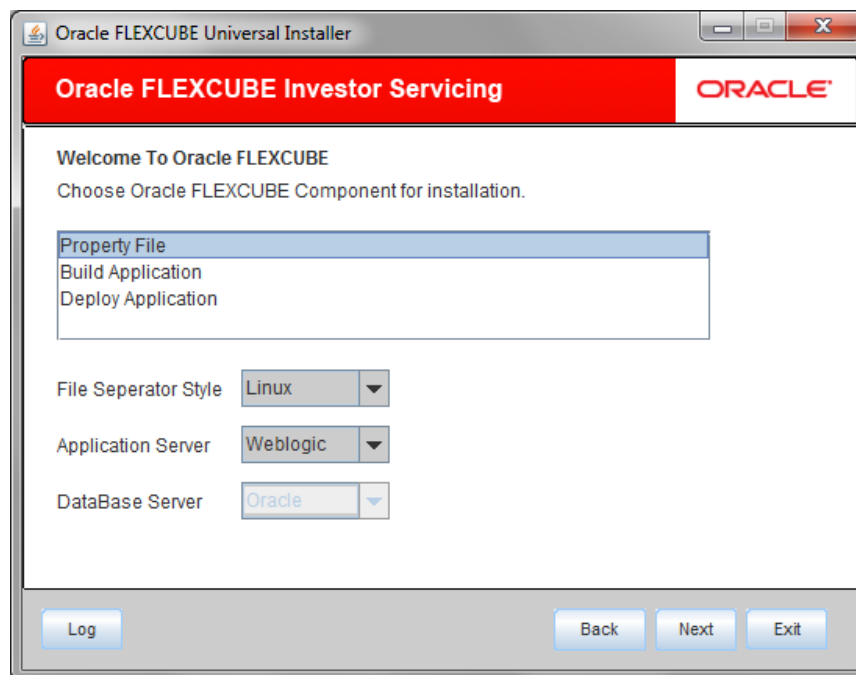 Oracle FLEXCUBE Universal Installer
Oracle FLEXCUBE Investor Servicing
ORACLE
Welcome To Oracle FLEXCUBE
Choose Oracle FLEXCUBE Component for installation.
Property File
Build Application
Deploy Application
File Seperator Style Linux
Application Server Weblogic
DataBase Server Oracle
Log Back Next Exit